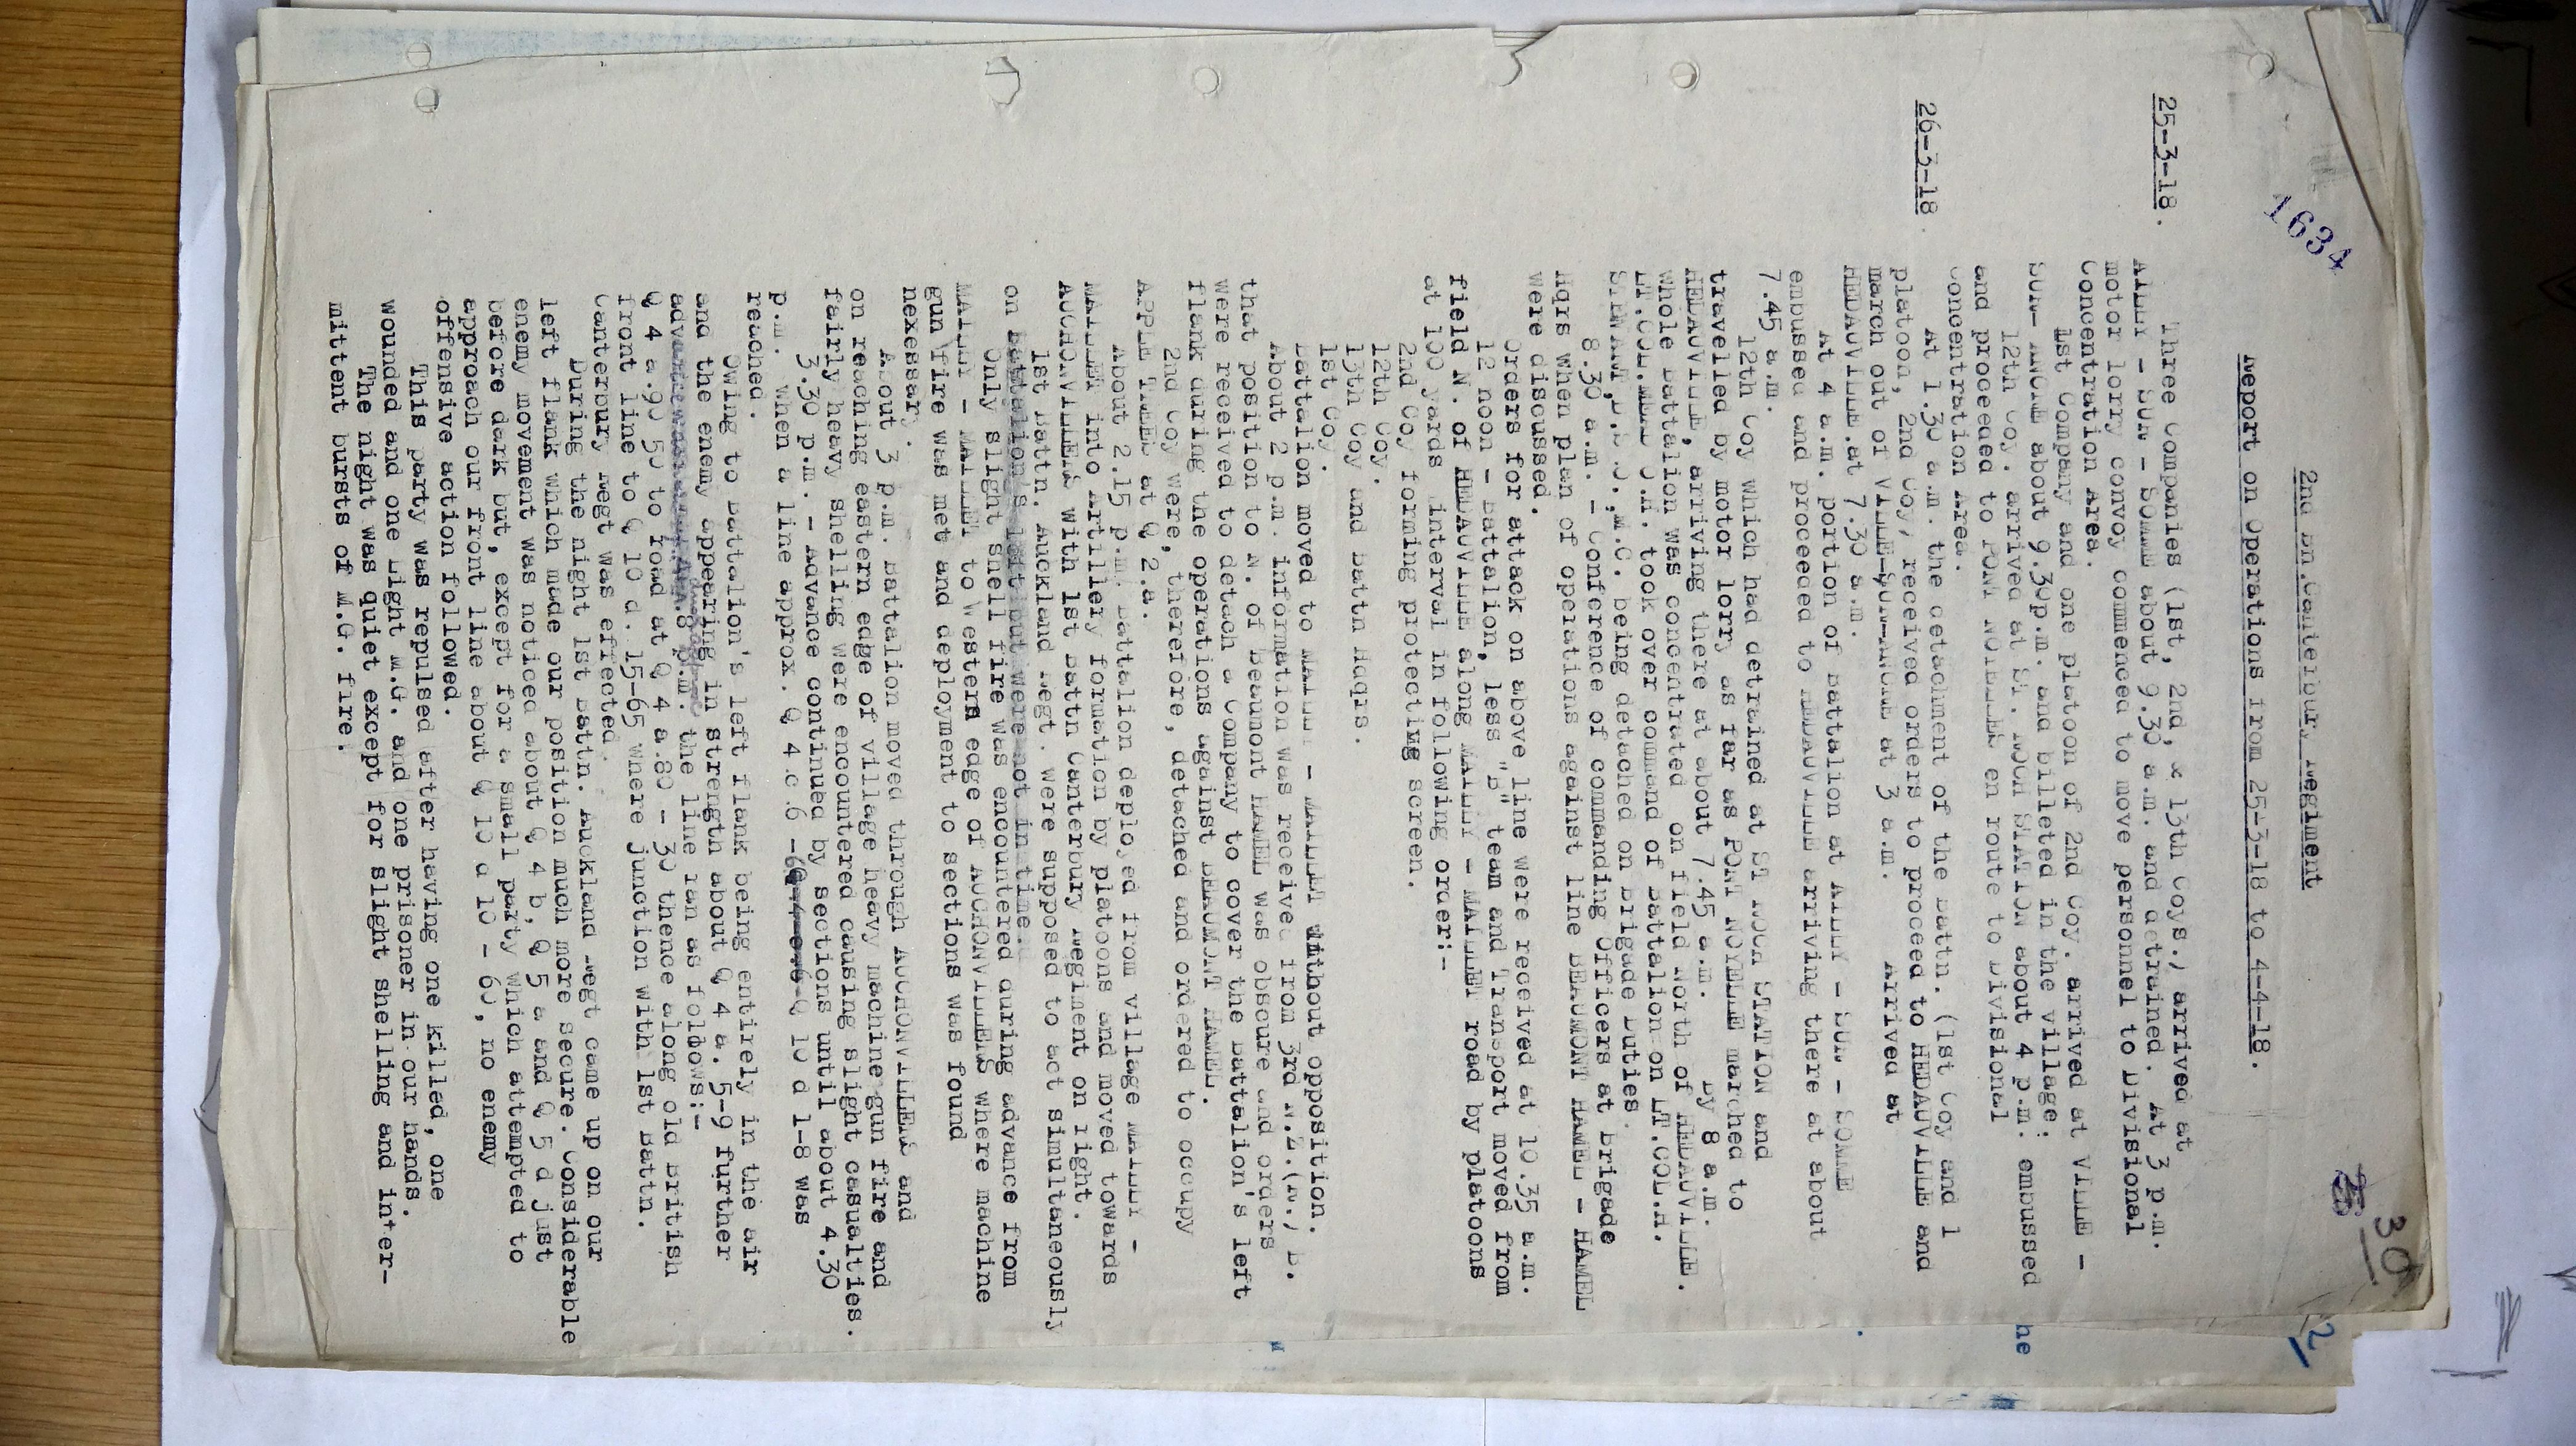 1634
30
2nd Bn. Canterbury Regiment
Report on Operations from 25-3-18 to 4-4-18.
25-3-18. Three Companies (1st, 2nd, & 13th Coys.) arrived at
AILLY - SUR - SOMME about 9.30 a.m. and detrained. At 3 p.m.
motor lorry convoy commenced to move personnel to Divisional
Concentration Area.
1st Company and one platoon of 2nd Coy. arrived at VILLE -
SUR- ANCRE about 9.30p.m. and billeted in the village:
12th Coy. arrived at ST. ROCH STATION about 4 p.m. embussed
and proceeded to PONT NOYELLE en route to Divisional
Concentration Area.
26-3-18. At 1.30 a.m. the detachment of the Battn. (1st Coy and 1
platoon, 2nd Coy, received orders to proceed to HEDAUVILLE and
march out of VILLE-SUR-ANCRE at 3 a.m. Arrived at
HEDAUVILLE at 7.30 a.m.
At 4 a.m. portion of Battalion at AILLY - SUR - SOMME
embussed and proceeded to HEDAUVILLE arriving there at about
7.45 a.m.
12th Coy which had detrained at ST ROCH STATION and
travelled by motor lorry as far as PONT NOYELLE marched to
HEDAUVILLE, arriving there at about 7.45 a.m. By 8 a.m.
whole Battalion was concentrated on field North of HEDAUVILLE.
LT.COL. took over command of Battalion on LT.COL.H.
STEWART,D.S.O.,M.C. being detached on Brigade Duties.
8.30 a.m. - Conference of commanding Officers at Brigade
Hqrs when plan of operations against line BEAUMONT HAMEL - HAMEL
were discussed.
Orders for attack on above line were received at 10.35 a.m.
12 noon - Battalion, less "B" team and Transport moved from
field N. of HEDAUVILLE along MAILLY - MAILLET road by platoons
at 100 yards interval in following order:-
2nd Coy forming protecting screen.
12th Coy.
13th Coy and Battn Hdqrs.
1st Coy.
Battalion moved to MAILLY - MAILLET without opposition.
About 2 p.m. information was received from 3rd N.Z.(R.) B.
that position to N. of Beaumont HAMEL was obscure and orders
were received to detach a Company to cover the Battalion's left
flank during the operations against BEAUMONT HAMEL.
2nd Coy were, therefore, detached and ordered to occupy
APPLE TREES at Q 2.a.
About 2.15 p.m. Battalion deployed from village MAILLY -
MAILLET into Artillery formation by platoons and moved towards
AUCHONVILLERS with 1st Battn Canterbury Regiment on right.
1st Battn. Auckland Regt. were supposed to act simultaneously
on Battalion's left but were not in time.
Only slight shell fire was encountered during advance from
MAILLY - MAILLET to Western edge of AUCHONVILLERS where machine
gun fire was met and deployment to sections was found
nexessary.
About 3 p.m. Battalion moved through AUCHONVILLERS and
on reaching eastern edge of village heavy machine gun fire and
fairly heavy shelling were encountered causing slight casualties.
3.30 p.m. - Advance continued by sections until about 4.30
p.m. when a line approx. Q 4 .c .6 - Q 10 d 1-8 was
reached.
Owing to Battalion's left flank being entirely in the air
and the enemy appearing in strength about Q 4 a. 5-9 further
8 p.m. the line ran as follows:-
Q 4 a.90 50 to road at Q 4 a.80 - 30 thence along old British
front line to Q 10 d. 15-65 where junction with 1st Battn.
Canterbury Regt was effected.
During the night 1st Battn. Auckland Regt came up on our
left flank which made our position much more secure. Considerable
enemy movement was noticed about Q 4 b, Q 5 a and Q 5 d just
before dark but, except for a small party which attempted to
approach our front line about Q 10 d 10 - 60, no enemy
offensive action followed.
This party was repulsed after having one killed, one
wounded and one Light M.G. and one prisoner in our hands.
The night was quiet except for slight shelling and inter-
mittent bursts of M.G. fire.
he
2